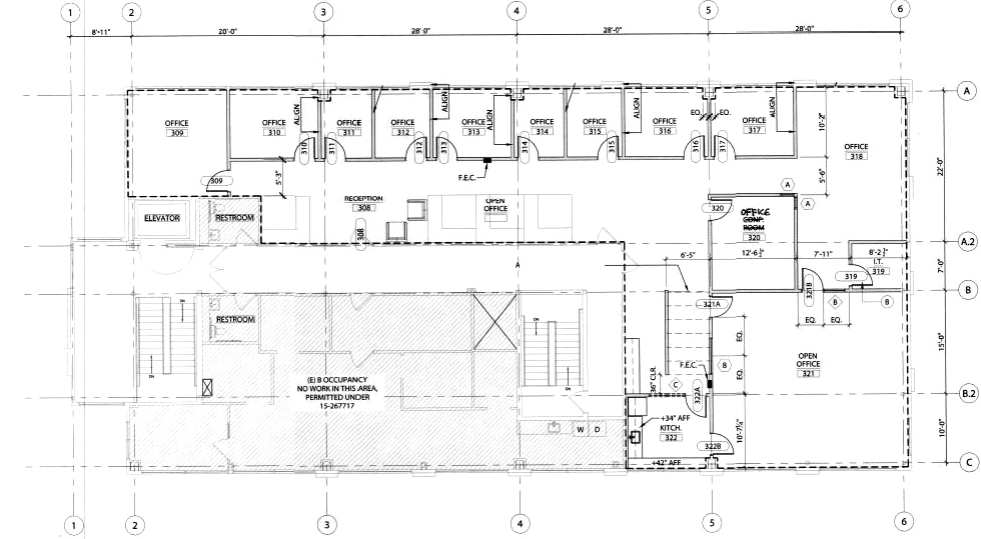 1 2 3 4 5 6
8'-11" 20'-0" 28'-0" 28'-0" 28'-0"
A
OFFICE
309
OFFICE
310
ALIGN
OFFICE
311
OFFICE
312
ALIGN
OFFICE
313
ALIGN
OFFICE
314
OFFICE
315
ALIGN
OFFICE
316
EQ. EQ.
OFFICE
317
ALIGN
10'-2"
OFFICE
318
22'-0"
310 311 312 313 314 315 316 317
F.E.C.
5'-3"
309
5'-6"
A
A
RECEPTION
308
OPEN
OFFICE
320
OFFICE
CONF.
ROOM
320
ELEVATOR
RESTROOM
308
A.2
6'-5"
12'-6 1/2"
7'-11"
8'-2 1/2"
I.T.
319
319
7'-0"
A
B
321A
321B
B
B
DN
DN
RESTROOM
EQ. EQ.
EQ.
15'-0"
OPEN
OFFICE
321
F.E.C.
B
EQ.
(E) B OCCUPANCY
NO WORK IN THIS AREA,
PERMITTED UNDER
15-267717
DN
DN
36" CLR.
C
322A
B.2
+34" AFF
KITCH.
322
W D
322B
10'-7 1/2"
10'-0"
+42" AFF
C
1 2 3 4 5 6